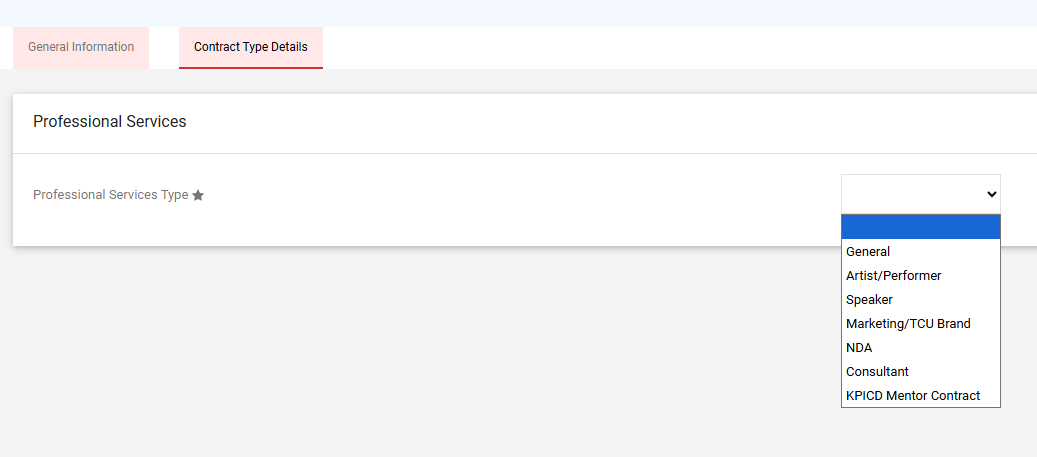 General Information
Contract Type Details
Professional Services
Professional Services Type
General
Artist/Performer
Speaker
Marketing/TCU Brand
NDA
Consultant
KPICD Mentor Contract